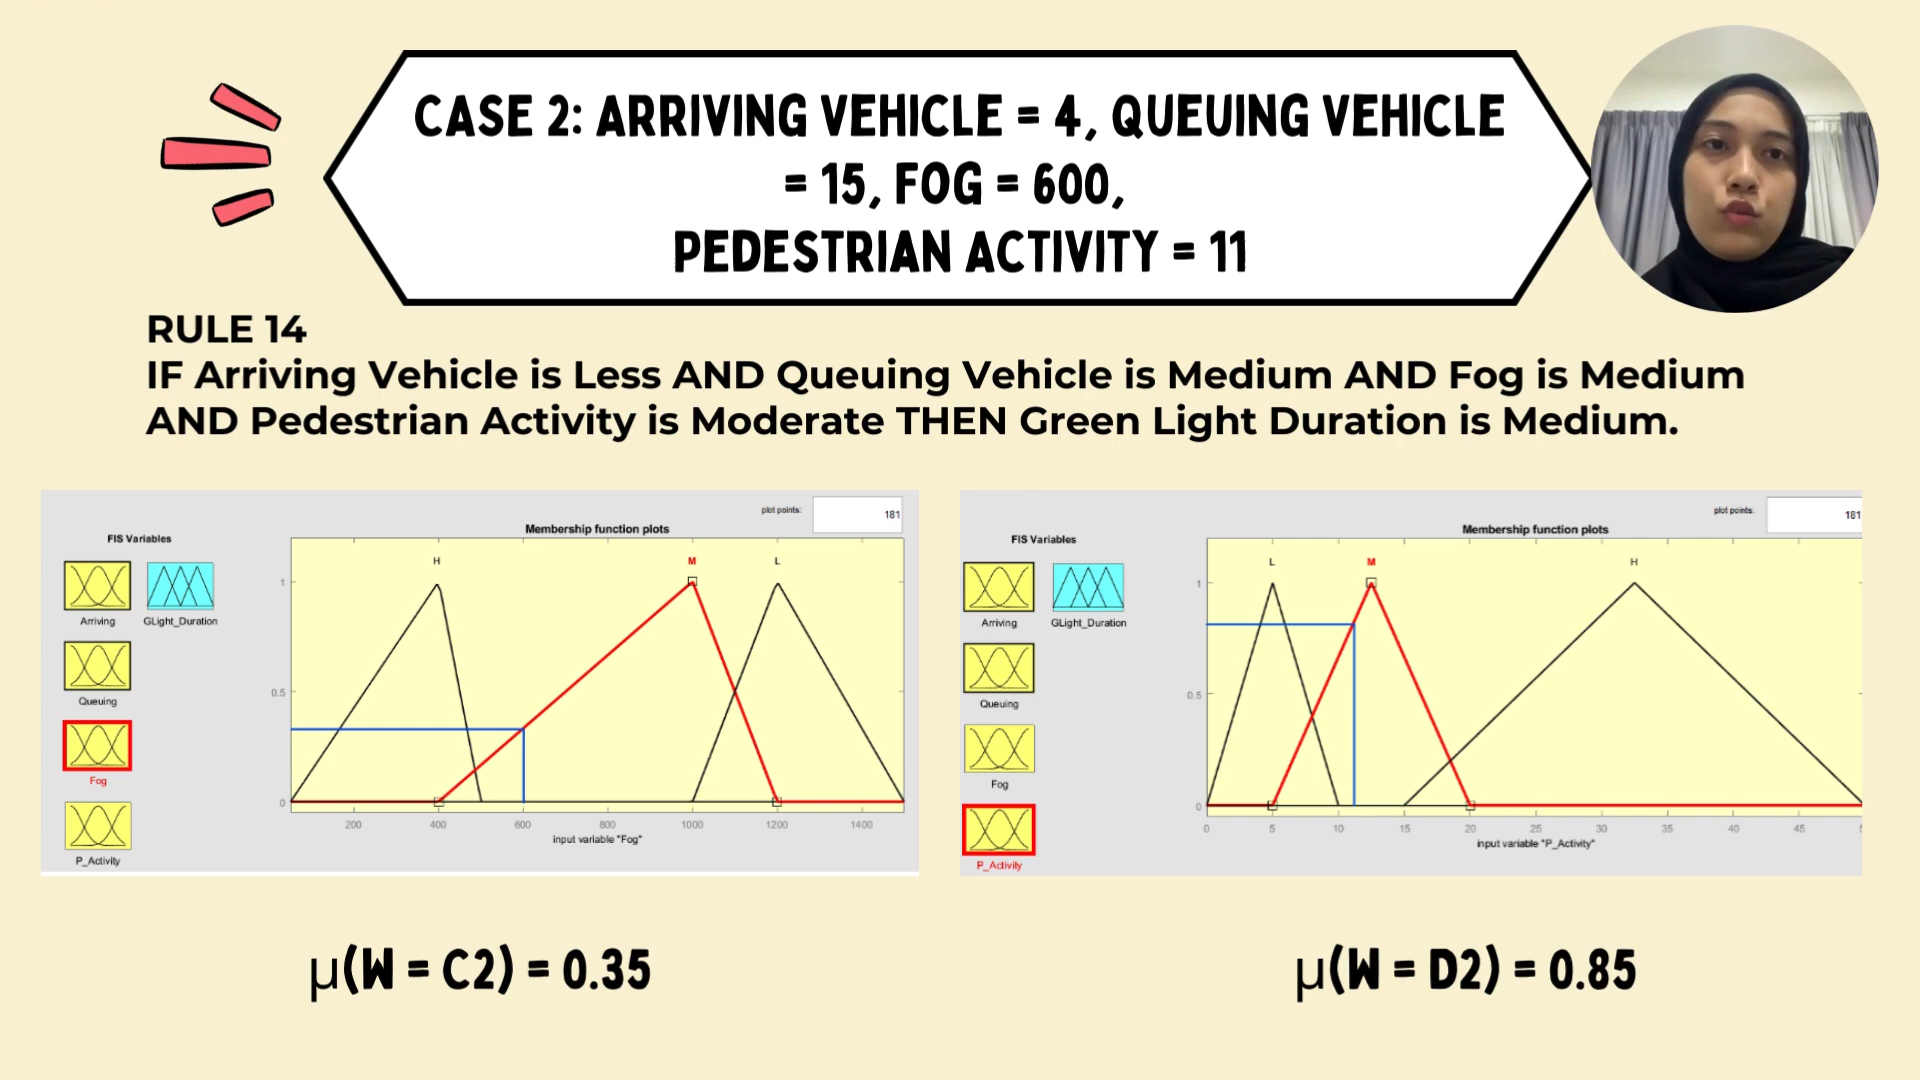 CASE 2: ARRIVING VEHICLE = 4, QUEUING VEHICLE
= 15, FOG = 600,
PEDESTRIAN ACTIVITY = 11
RULE 14
IF Arriving Vehicle is Less AND Queuing Vehicle is Medium AND Fog is Medium
AND Pedestrian Activity is Moderate THEN Green Light Duration is Medium.
plot points: 181
Membership function plots
FIS Variables
H M L
1
Arriving GLight_Duration
0.5
Queuing
Fog
0
200 400 600 800 1000 1200 1400
input variable "Fog"
P_Activity
plot points: 181
Membership function plots
FIS Variables
L M H
1
Arriving GLight_Duration
0.5
Queuing
Fog
0
0 5 10 15 20 25 30 35 40 45
input variable "P_Activity"
P_Activity
µ(W = C2) = 0.35
µ(W = D2) = 0.85